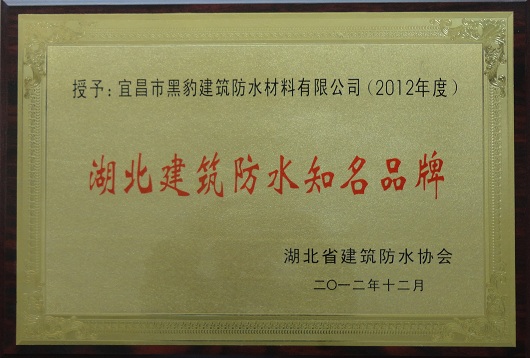 授予：宜昌市黑豹建筑防水材料有限公司（2012年度）
湖北建筑防水知名品牌
湖北省建筑防水协会
二〇一二年十二月